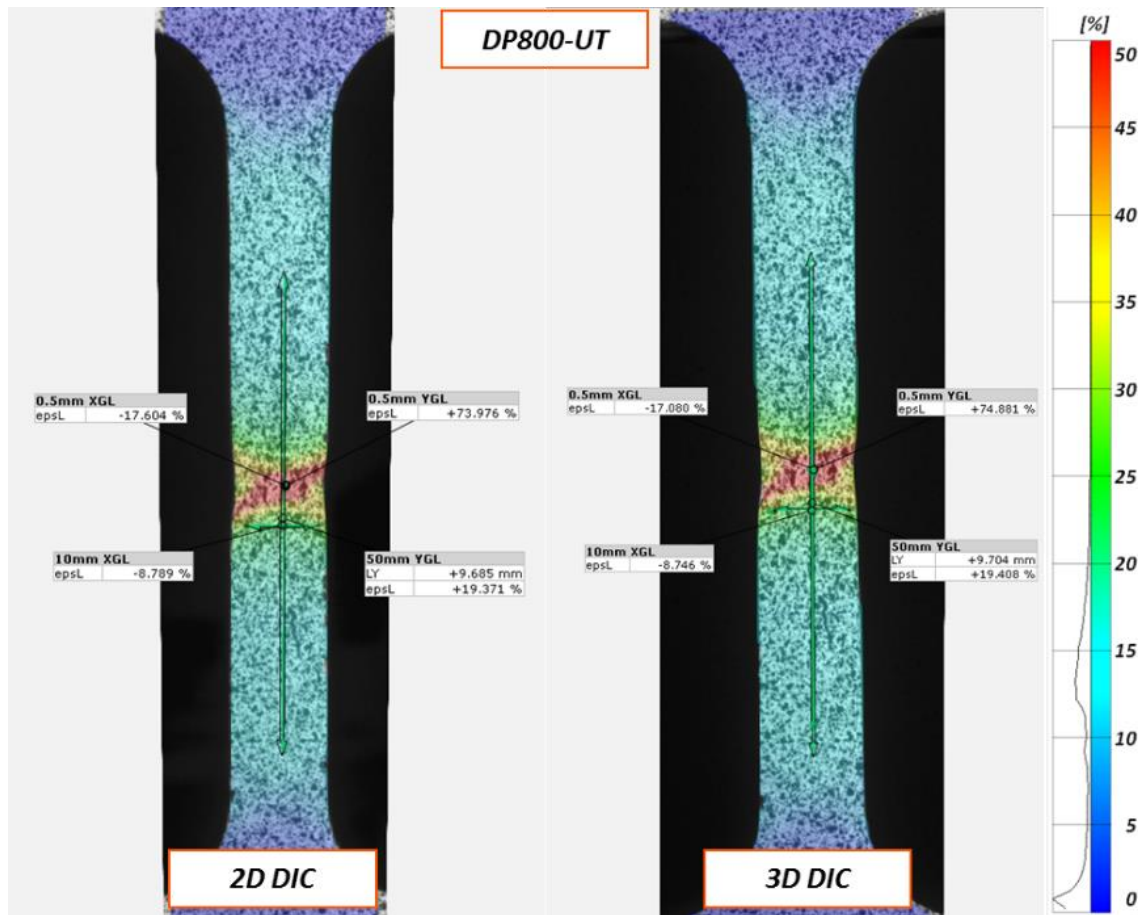 DP800-UT
[%]
0.5mm XGL
epsL -17.604 %
0.5mm YGL
epsL +73.976 %
10mm XGL
epsL -8.789 %
50mm YGL
LY +9.685 mm
epsL +19.371 %
2D DIC
0.5mm XGL
epsL -17.080 %
0.5mm YGL
epsL +74.881 %
10mm XGL
epsL -8.746 %
50mm YGL
LY +9.704 mm
epsL +19.408 %
3D DIC
50
45
40
35
30
25
20
15
10
5
0